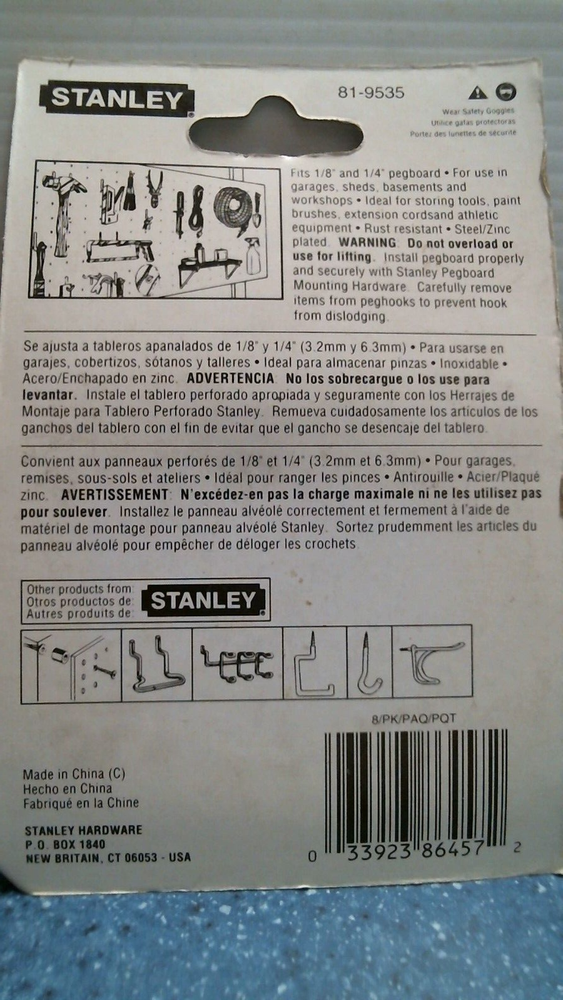 STANLEY
81-9535
Wear Safety Goggles
Utilice gafas protectoras
Portez des lunettes de sécurité
Fits 1/8" and 1/4" pegboard • For use in
garages, sheds, basements and
workshops • Ideal for storing tools, paint
brushes, extension cordsand athletic
equipment • Rust resistant • Steel/Zinc
plated. WARNING: Do not overload or
use for lifting. Install pegboard properly
and securely with Stanley Pegboard
Mounting Hardware. Carefully remove
items from peghooks to prevent hook
from dislodging.
Se ajusta a tableros apanalados de 1/8" y 1/4" (3.2mm y 6.3mm) • Para usarse en
garajes, cobertizos, sótanos y talleres • Ideal para almacenar pinzas • Inoxidable •
Acero/Enchapado en zinc. ADVERTENCIA: No los sobrecargue o los use para
levantar. Instale el tablero perforado apropiada y seguramente con los Herrajes de
Montaje para Tablero Perforado Stanley. Remueva cuidadosamente los artículos de los
ganchos del tablero con el fin de evitar que el gancho se desencaje del tablero.
Convient aux panneaux perforés de 1/8" et 1/4" (3.2mm et 6.3mm) • Pour garages,
remises, sous-sols et ateliers • Idéal pour ranger les pinces • Antirouille • Acier/Plaqué
zinc. AVERTISSEMENT: N'excédez-en pas la charge maximale ni ne les utilisez pas
pour soulever. Installez le panneau alvéolé correctement et fermement à l'aide de
matériel de montage pour panneau alvéolé Stanley. Sortez prudemment les articles du
panneau alvéolé pour empêcher de déloger les crochets.
Other products from:
Otros productos de:
Autres produits de:
STANLEY
8/PK/PAQ/PQT
Made in China (C)
Hecho en China
Fabriqué en la Chine
STANLEY HARDWARE
P.O. BOX 1840
NEW BRITAIN, CT 06053 - USA
0 33923 86457 2